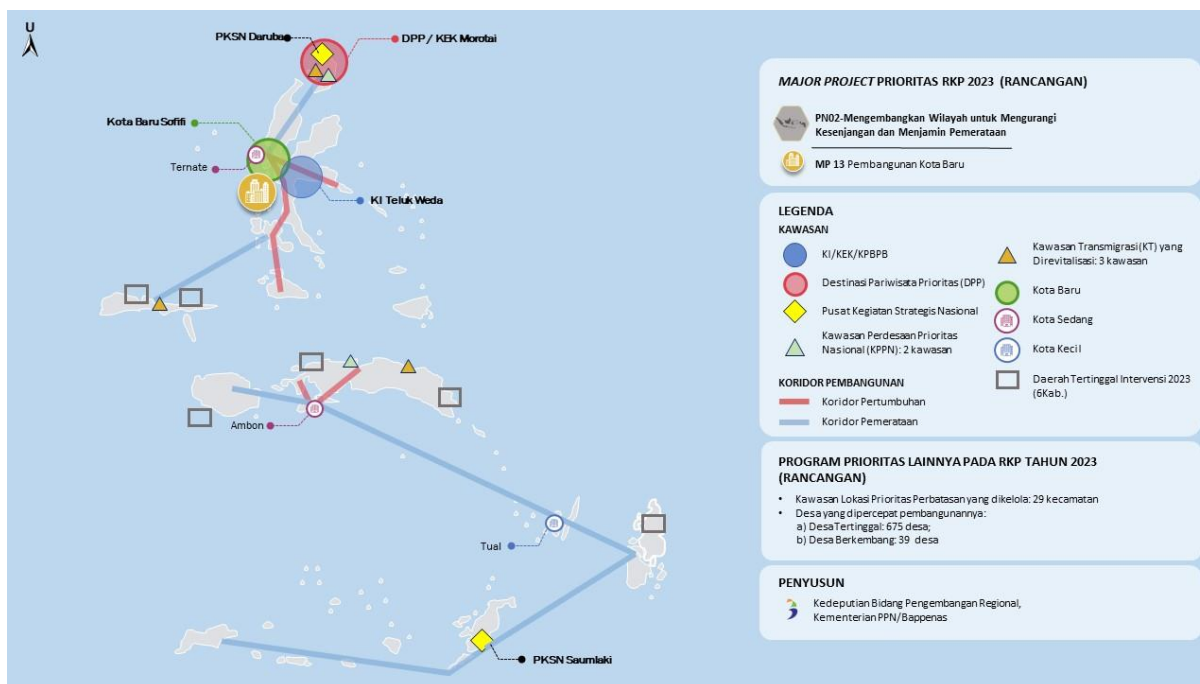 U
PKSN Daruba
DPP / KEK Morotai
Kota Baru Sofifi
Ternate
KI Teluk Weda
Ambon
Tual
PKSN Saumlaki
MAJOR PROJECT PRIORITAS RKP 2023 (RANCANGAN)
PN02-Mengembangkan Wilayah untuk Mengurangi
Kesenjangan dan Menjamin Pemerataan
MP 13 Pembangunan Kota Baru
LEGENDA
KAWASAN
KI/KEK/KPBPB
Destinasi Pariwisata Prioritas (DPP)
Pusat Kegiatan Strategis Nasional
Kawasan Perdesaan Prioritas
Nasional (KPPN): 2 kawasan
KORIDOR PEMBANGUNAN
Koridor Pertumbuhan
Koridor Pemerataan
Kawasan Transmigrasi (KT) yang
Direvitalisasi: 3 kawasan
Kota Baru
Kota Sedang
Kota Kecil
Daerah Tertinggal Intervensi 2023
(6Kab.)
PROGRAM PRIORITAS LAINNYA PADA RKP TAHUN 2023
(RANCANGAN)
• Kawasan Lokasi Prioritas Perbatasan yang dikelola: 29 kecamatan
• Desa yang dipercepat pembangunannya:
a) Desa Tertinggal: 675 desa;
b) Desa Berkembang: 39 desa
PENYUSUN
Kedeputian Bidang Pengembangan Regional,
Kementerian PPN/Bappenas